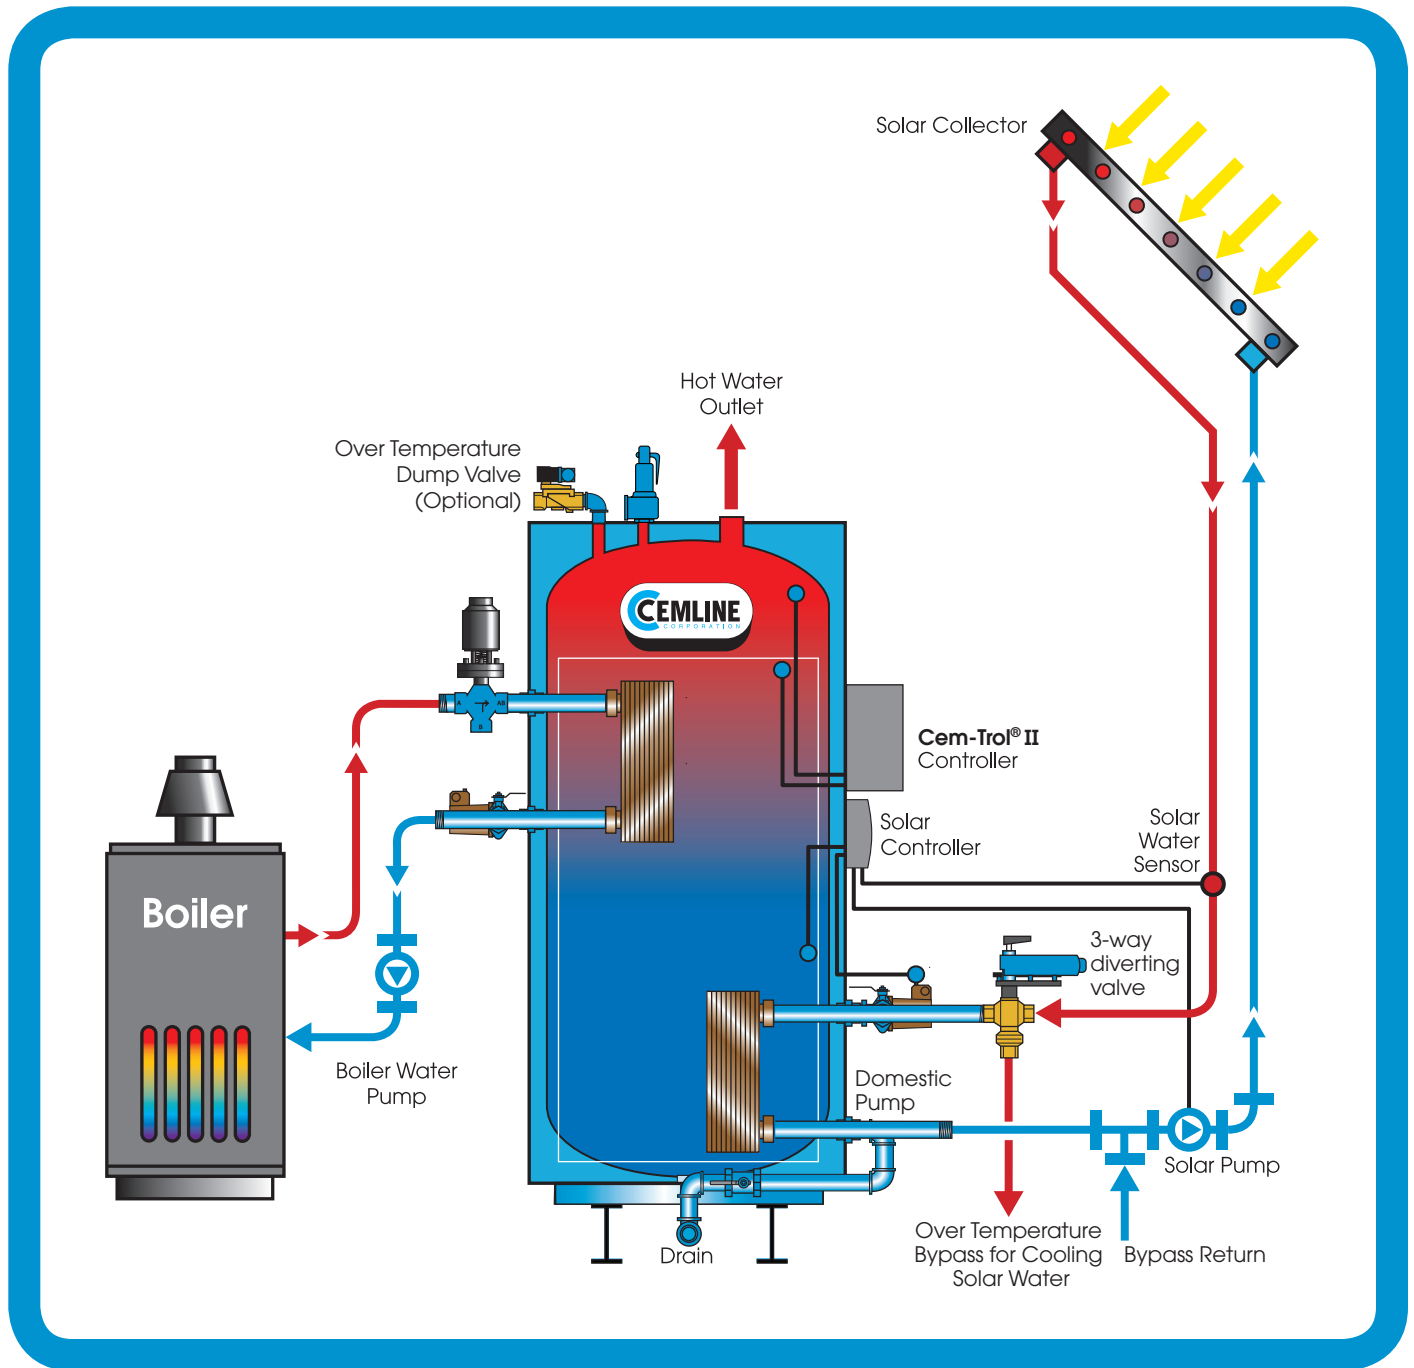 Solar Collector
Hot Water
Outlet
Over Temperature
Dump Valve
(Optional)
CEMLINE
CORPORATION
A
AB
B
Cem-Trol® II
Controller
Solar
Controller
Solar
Water
Sensor
Boiler
3-way
diverting
valve
Boiler Water
Pump
Domestic
Pump
Solar Pump
Over Temperature
Bypass for Cooling
Solar Water
Bypass Return
Drain